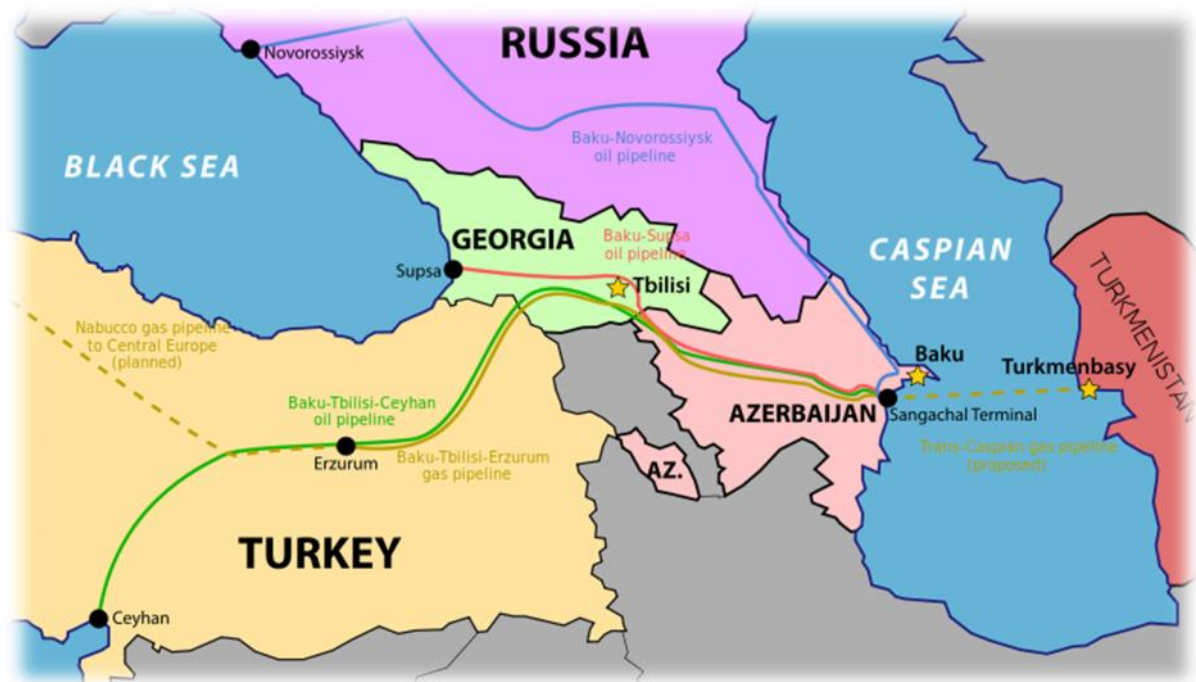 RUSSIA
Novorossiysk
Baku-Novorossiysk
oil pipeline
BLACK SEA
GEORGIA
Baku-Supsa
oil pipeline
CASPIAN
SEA
Supsa
Tbilisi
TURKMENISTAN
Nabucco gas pipeline
to Central Europe
(planned)
Baku
Turkmenbasy
Baku-Tbilisi-Ceyhan
oil pipeline
AZERBAIJAN
Sangachal Terminal
Erzurum
Baku-Tbilisi-Erzurum
gas pipeline
Trans-Caspian gas pipeline
(proposed)
AZ.
TURKEY
Ceyhan